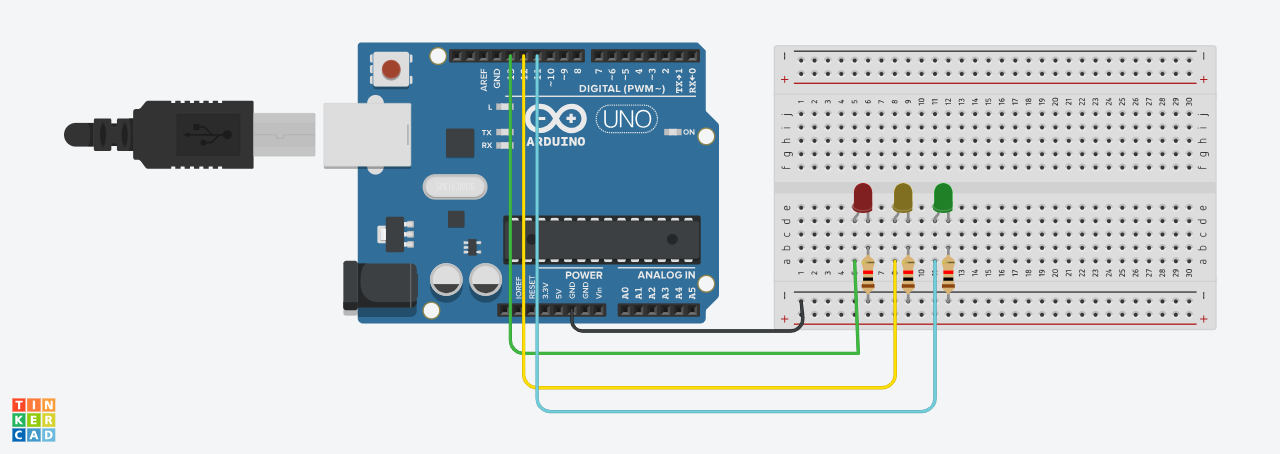 AREF
GND
13
12
~11
~10
~9
8
7
~6
~5
4
~3
2
TX→1
RX←0
DIGITAL (PWM~)
L
TX
RX
ARDUINO
UNO
ON
IOREF
RESET
3.3V
5V
GND
GND
Vin
POWER
ANALOG IN
A0
A1
A2
A3
A4
A5
- -
+ +
1 2 3 4 5 6 7 8 9 10 11 12 13 14 15 16 17 18 19 20 21 22 23 24 25 26 27 28 29 30
j j
i i
h h
g g
f f
e e
d d
c c
b b
a a
1 2 3 4 5 6 7 8 9 10 11 12 13 14 15 16 17 18 19 20 21 22 23 24 25 26 27 28 29 30
- -
+ +
TIN
KER
CAD